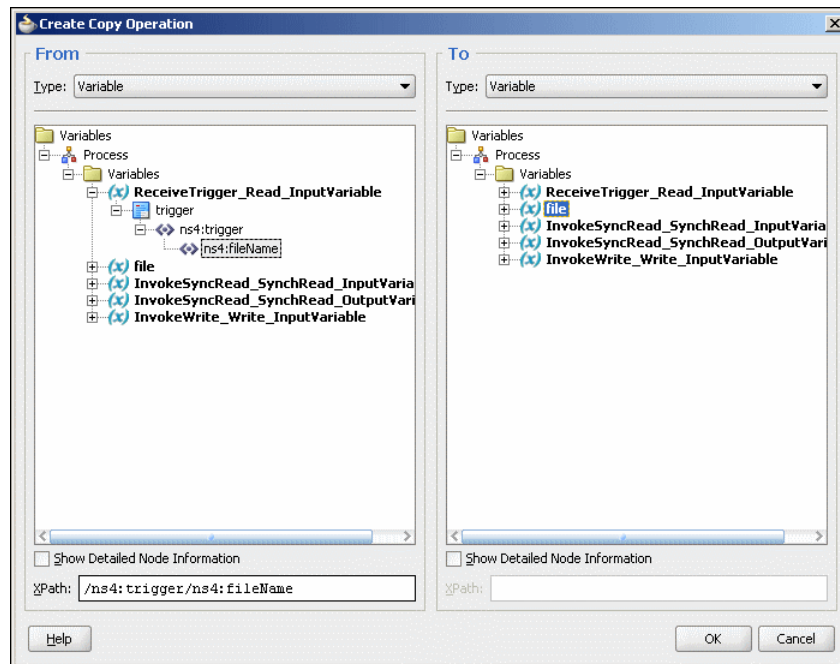 Create Copy Operation
From
Type: Variable
Variables
Process
Variables
ReceiveTrigger_Read_InputVariable
trigger
ns4:trigger
ns4:fileName
file
InvokeSyncRead_SynchRead_InputVaria
InvokeSyncRead_SynchRead_OutputVari
InvokeWrite_Write_InputVariable
Show Detailed Node Information
XPath: /ns4:trigger/ns4:fileName
To
Type: Variable
Variables
Process
Variables
ReceiveTrigger_Read_InputVariable
file
InvokeSyncRead_SynchRead_InputVaria
InvokeSyncRead_SynchRead_OutputVari
InvokeWrite_Write_InputVariable
Show Detailed Node Information
XPath:
Help
OK
Cancel